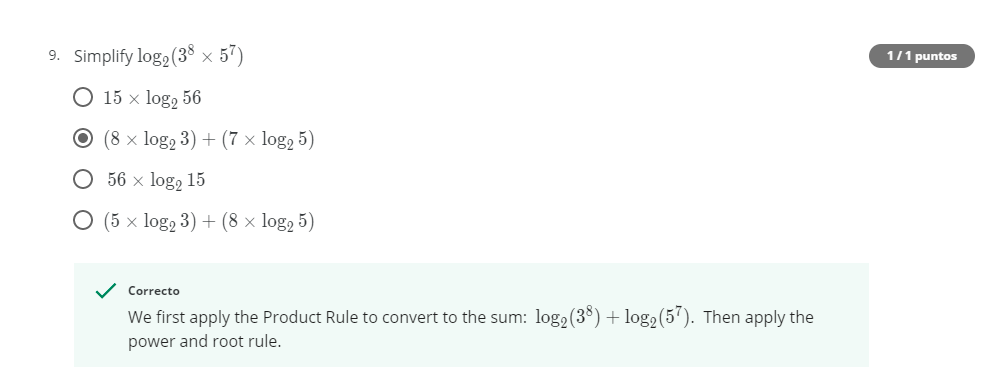 9. Simplify log₂(3⁸ × 5⁷)
1 / 1 puntos
15 × log₂ 56
(8 × log₂ 3) + (7 × log₂ 5)
56 × log₂ 15
(5 × log₂ 3) + (8 × log₂ 5)
Correcto
We first apply the Product Rule to convert to the sum: log₂(3⁸) + log₂(5⁷). Then apply the
power and root rule.